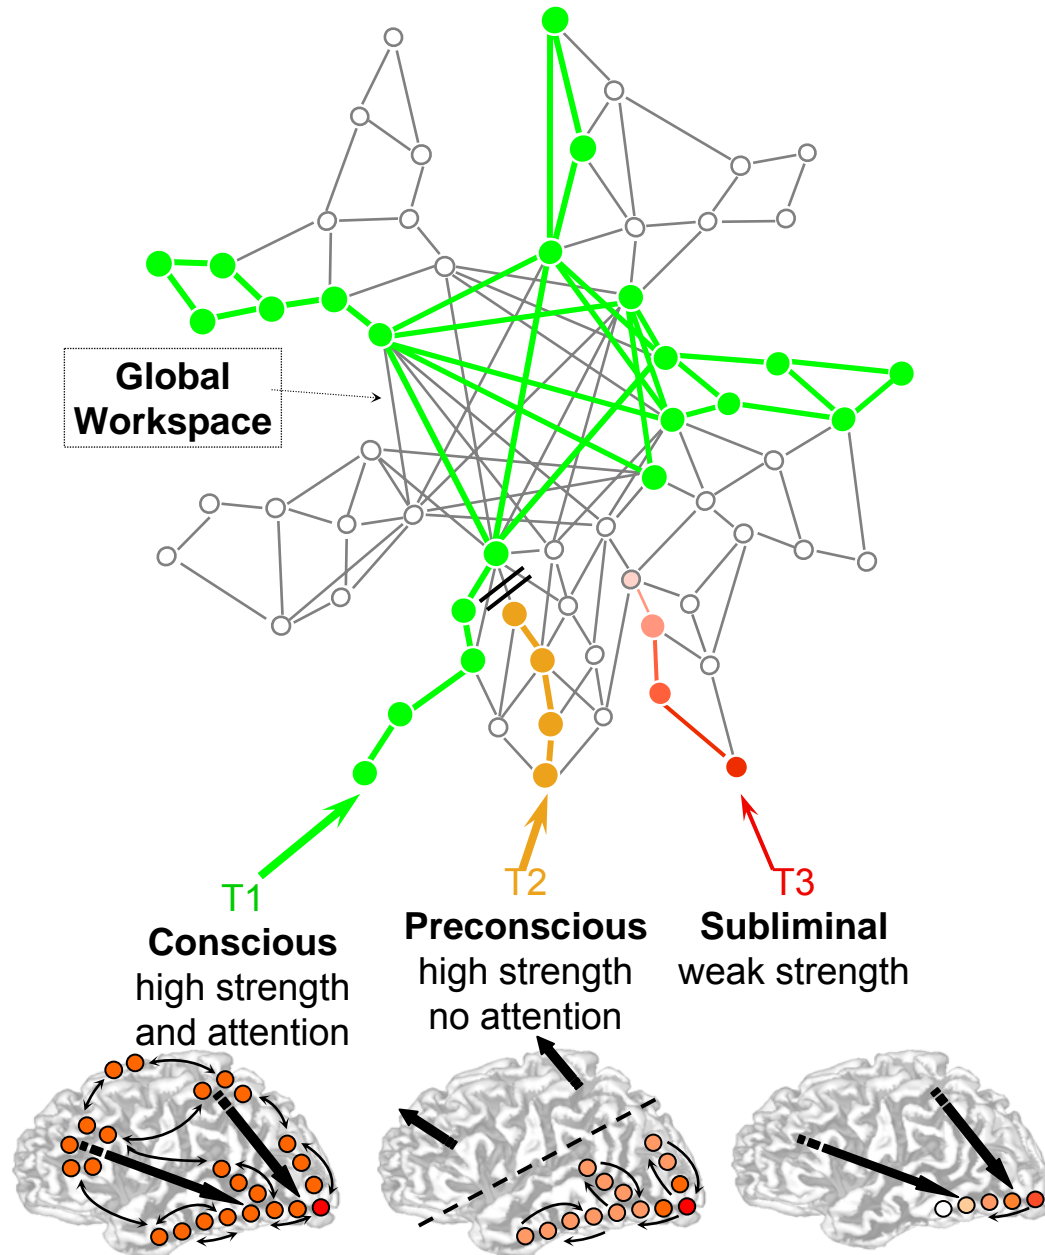 Global
Workspace
T1
Conscious
high strength
and attention
T2
Preconscious
high strength
no attention
T3
Subliminal
weak strength